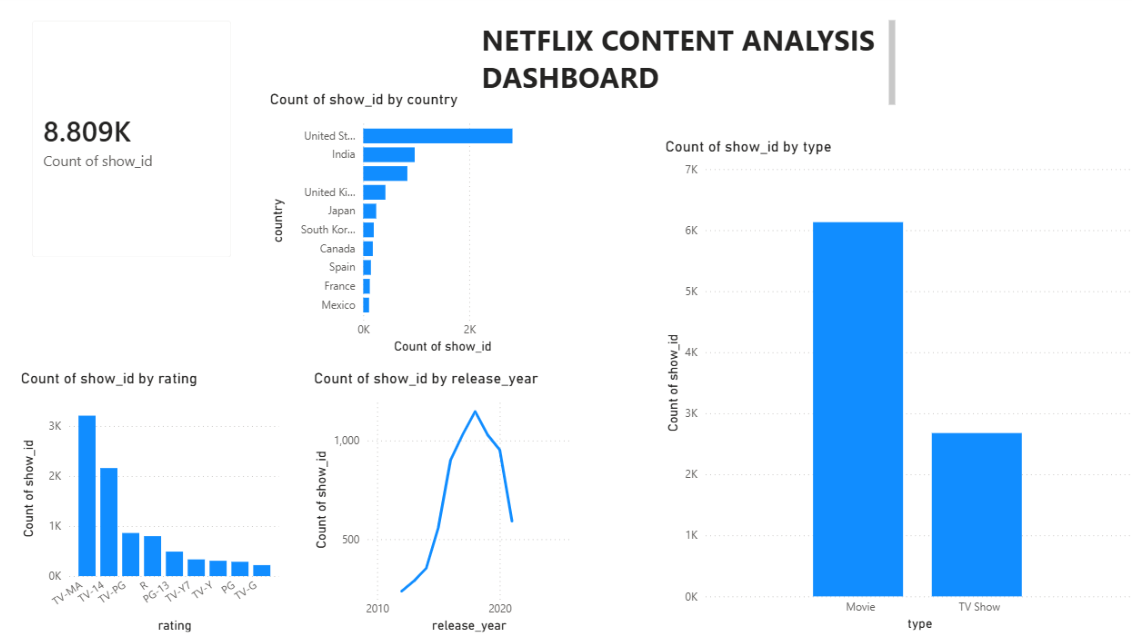 NETFLIX CONTENT ANALYSIS
DASHBOARD
8.809K
Count of show_id
Count of show_id by country
country
United St...
India
United Ki...
Japan
South Kor...
Canada
Spain
France
Mexico
0K 2K
Count of show_id
Count of show_id by type
Count of show_id
7K
6K
5K
4K
3K
2K
1K
0K
Movie TV Show
type
Count of show_id by rating
Count of show_id
3K
2K
1K
0K
TV-MA TV-14 TV-PG R PG-13 TV-Y7 TV-Y PG TV-G
rating
Count of show_id by release_year
Count of show_id
1,000
500
2010 2020
release_year